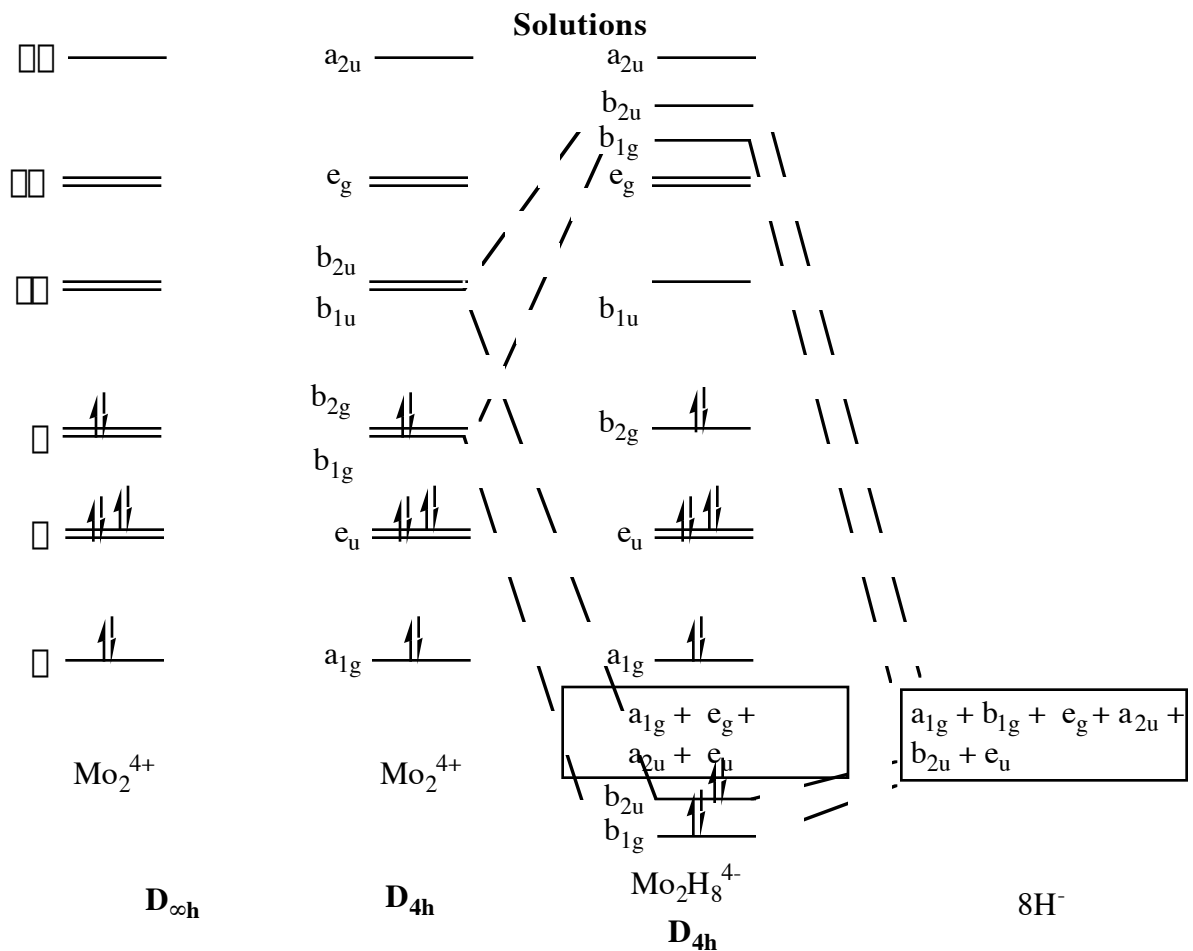 Solutions
a2u a2u
b2u
b1g
eg eg
b2u
b1u b1u
b2g b2g
b1g
eu eu
a1g a1g
a1g + eg + a1g + b1g + eg + a2u +
a2u + eu b2u + eu
Mo2 4+ Mo2 4+
b2u
b1g
Mo2H8 4-
D∞h D4h 8H-
D4h